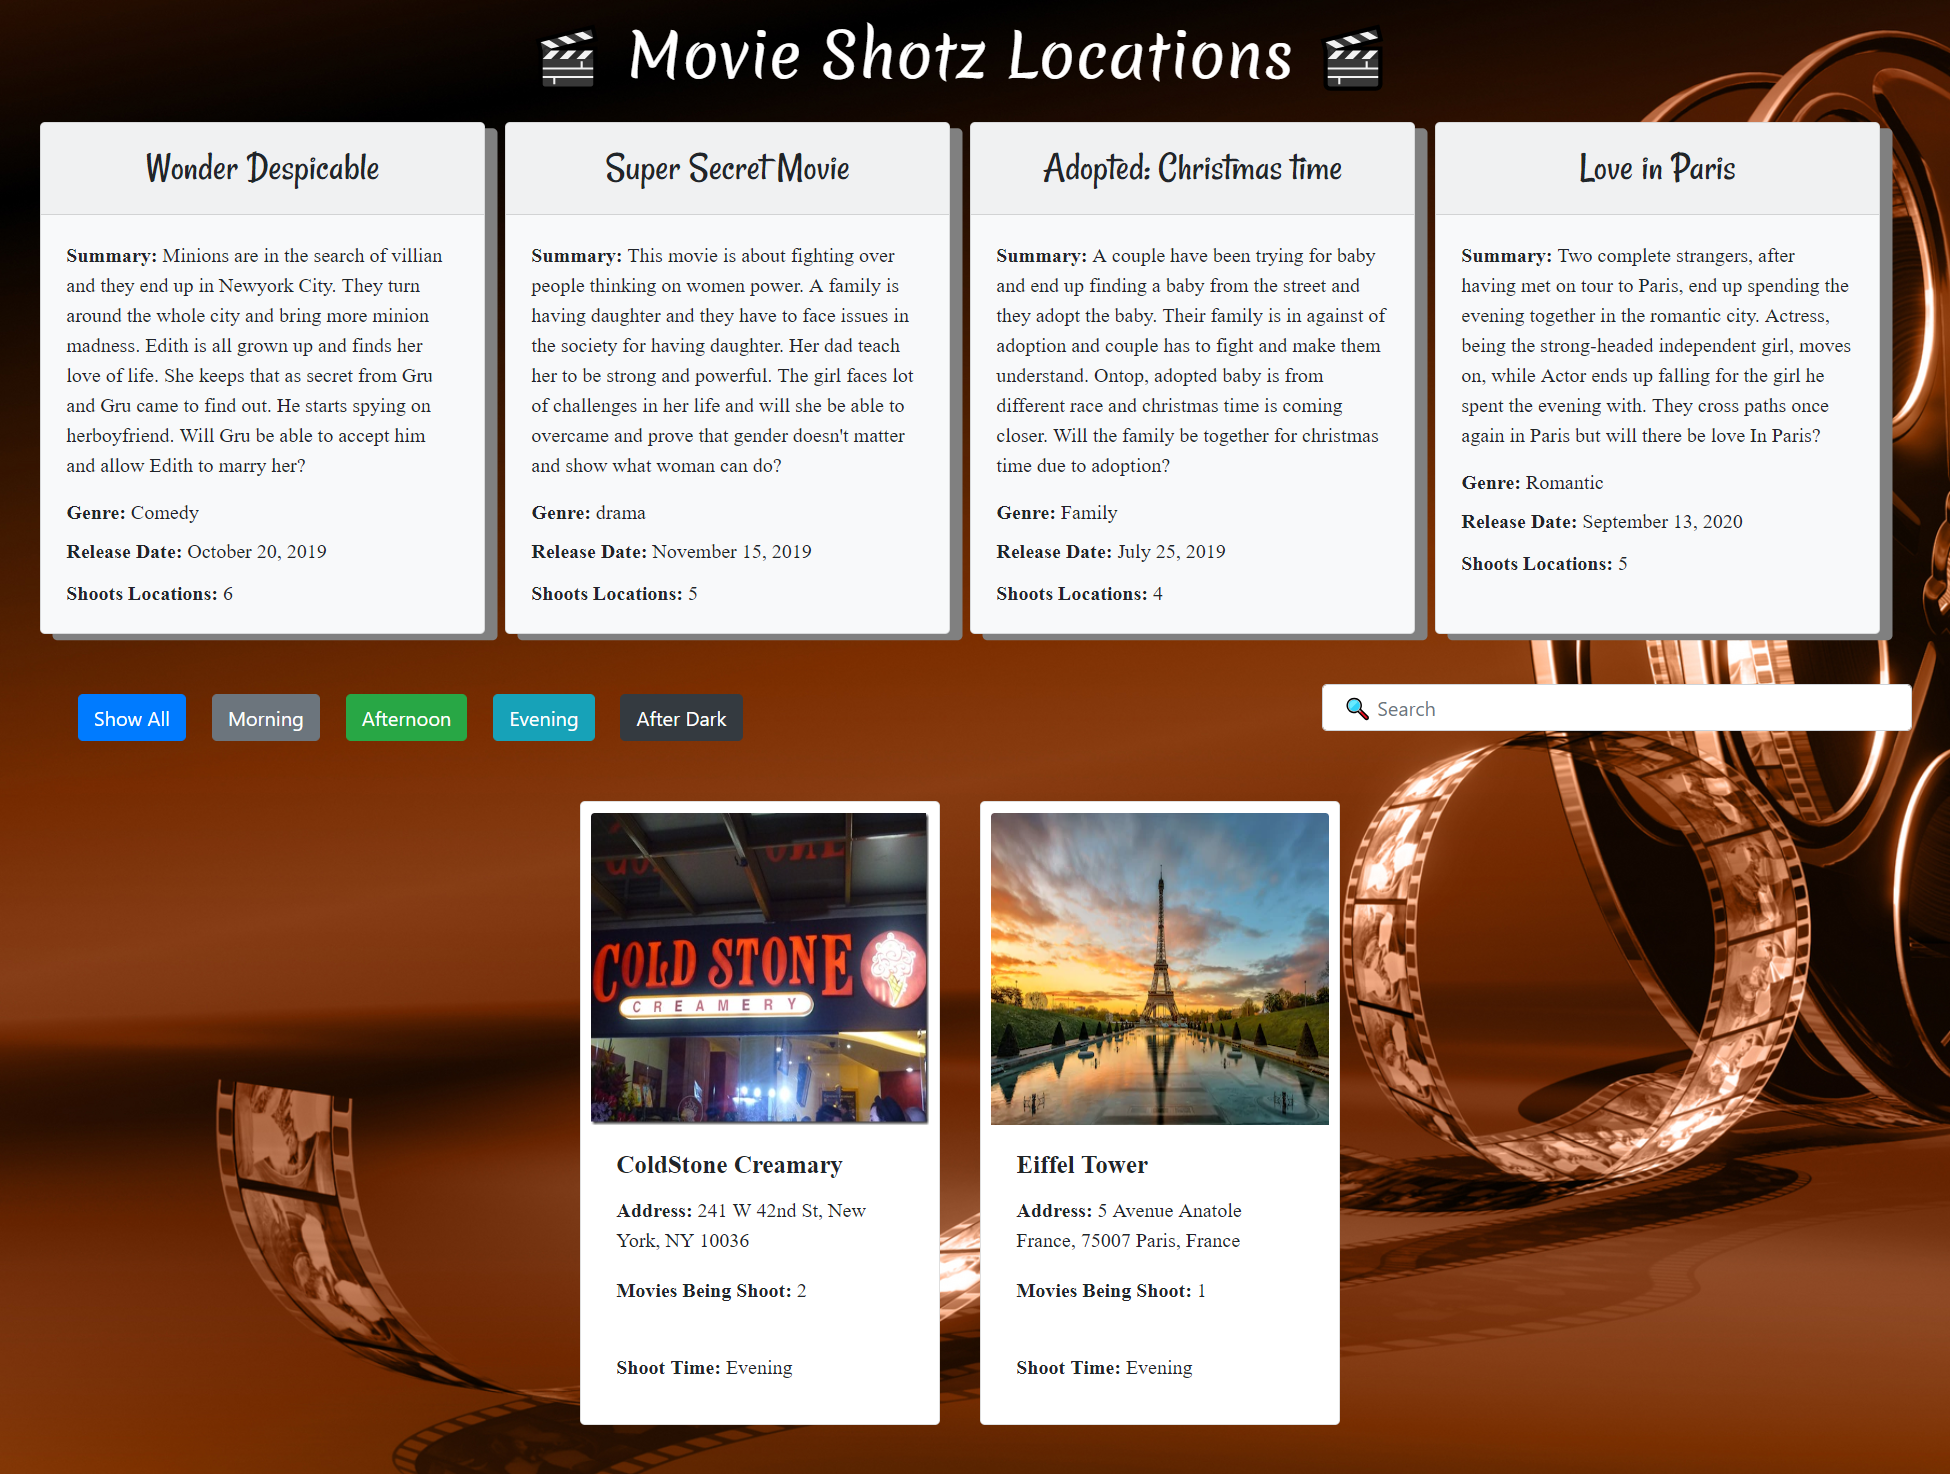 Movie Shotz Locations
Wonder Despicable
Summary: Minions are in the search of villian
and they end up in Newyork City. They turn
around the whole city and bring more minion
madness. Edith is all grown up and finds her
love of life. She keeps that as secret from Gru
and Gru came to find out. He starts spying on
herboyfriend. Will Gru be able to accept him
and allow Edith to marry her?
Genre: Comedy
Release Date: October 20, 2019
Shoots Locations: 6
Super Secret Movie
Summary: This movie is about fighting over
people thinking on women power. A family is
having daughter and they have to face issues in
the society for having daughter. Her dad teach
her to be strong and powerful. The girl faces lot
of challenges in her life and will she be able to
overcame and prove that gender doesn't matter
and show what woman can do?
Genre: drama
Release Date: November 15, 2019
Shoots Locations: 5
Adopted: Christmas time
Summary: A couple have been trying for baby
and end up finding a baby from the street and
they adopt the baby. Their family is in against of
adoption and couple has to fight and make them
understand. Ontop, adopted baby is from
different race and christmas time is coming
closer. Will the family be together for christmas
time due to adoption?
Genre: Family
Release Date: July 25, 2019
Shoots Locations: 4
Love in Paris
Summary: Two complete strangers, after
having met on tour to Paris, end up spending the
evening together in the romantic city. Actress,
being the strong-headed independent girl, moves
on, while Actor ends up falling for the girl he
spent the evening with. They cross paths once
again in Paris but will there be love In Paris?
Genre: Romantic
Release Date: September 13, 2020
Shoots Locations: 5
Show All
Morning
Afternoon
Evening
After Dark
Search
COLD STONE
CREAMERY
ColdStone Creamary
Address: 241 W 42nd St, New
York, NY 10036
Movies Being Shoot: 2
Shoot Time: Evening
Eiffel Tower
Address: 5 Avenue Anatole
France, 75007 Paris, France
Movies Being Shoot: 1
Shoot Time: Evening